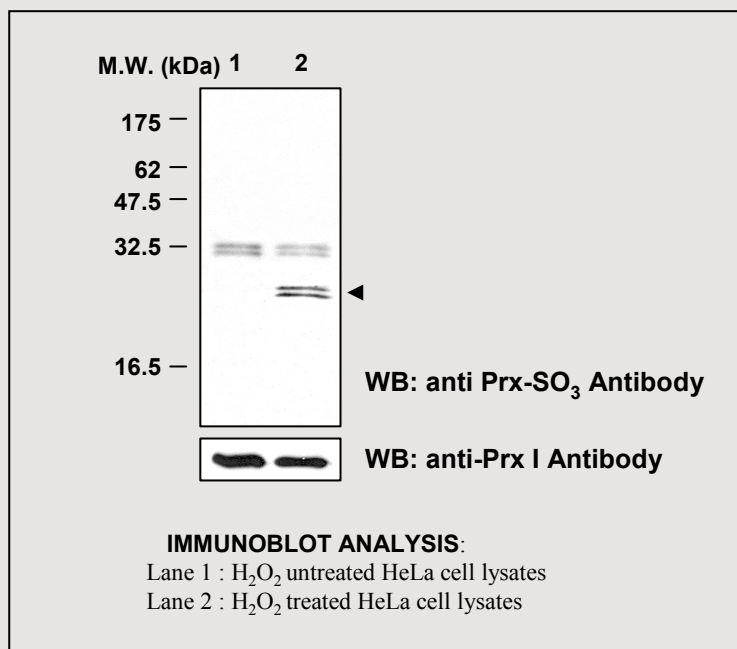 M.W. (kDa) 1 2
175
62
47.5
32.5
16.5
WB: anti Prx-SO₃ Antibody
WB: anti-Prx I Antibody
IMMUNOBLOT ANALYSIS:
Lane 1 : H₂O₂ untreated HeLa cell lysates
Lane 2 : H₂O₂ treated HeLa cell lysates